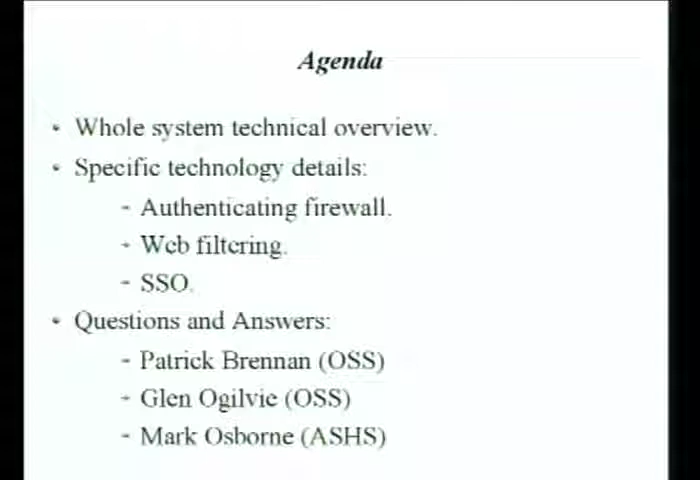 Agenda
• Whole system technical overview.
• Specific technology details:
- Authenticating firewall.
- Web filtering.
- SSO.
• Questions and Answers:
- Patrick Brennan (OSS)
- Glen Ogilvie (OSS)
- Mark Osborne (ASHS)